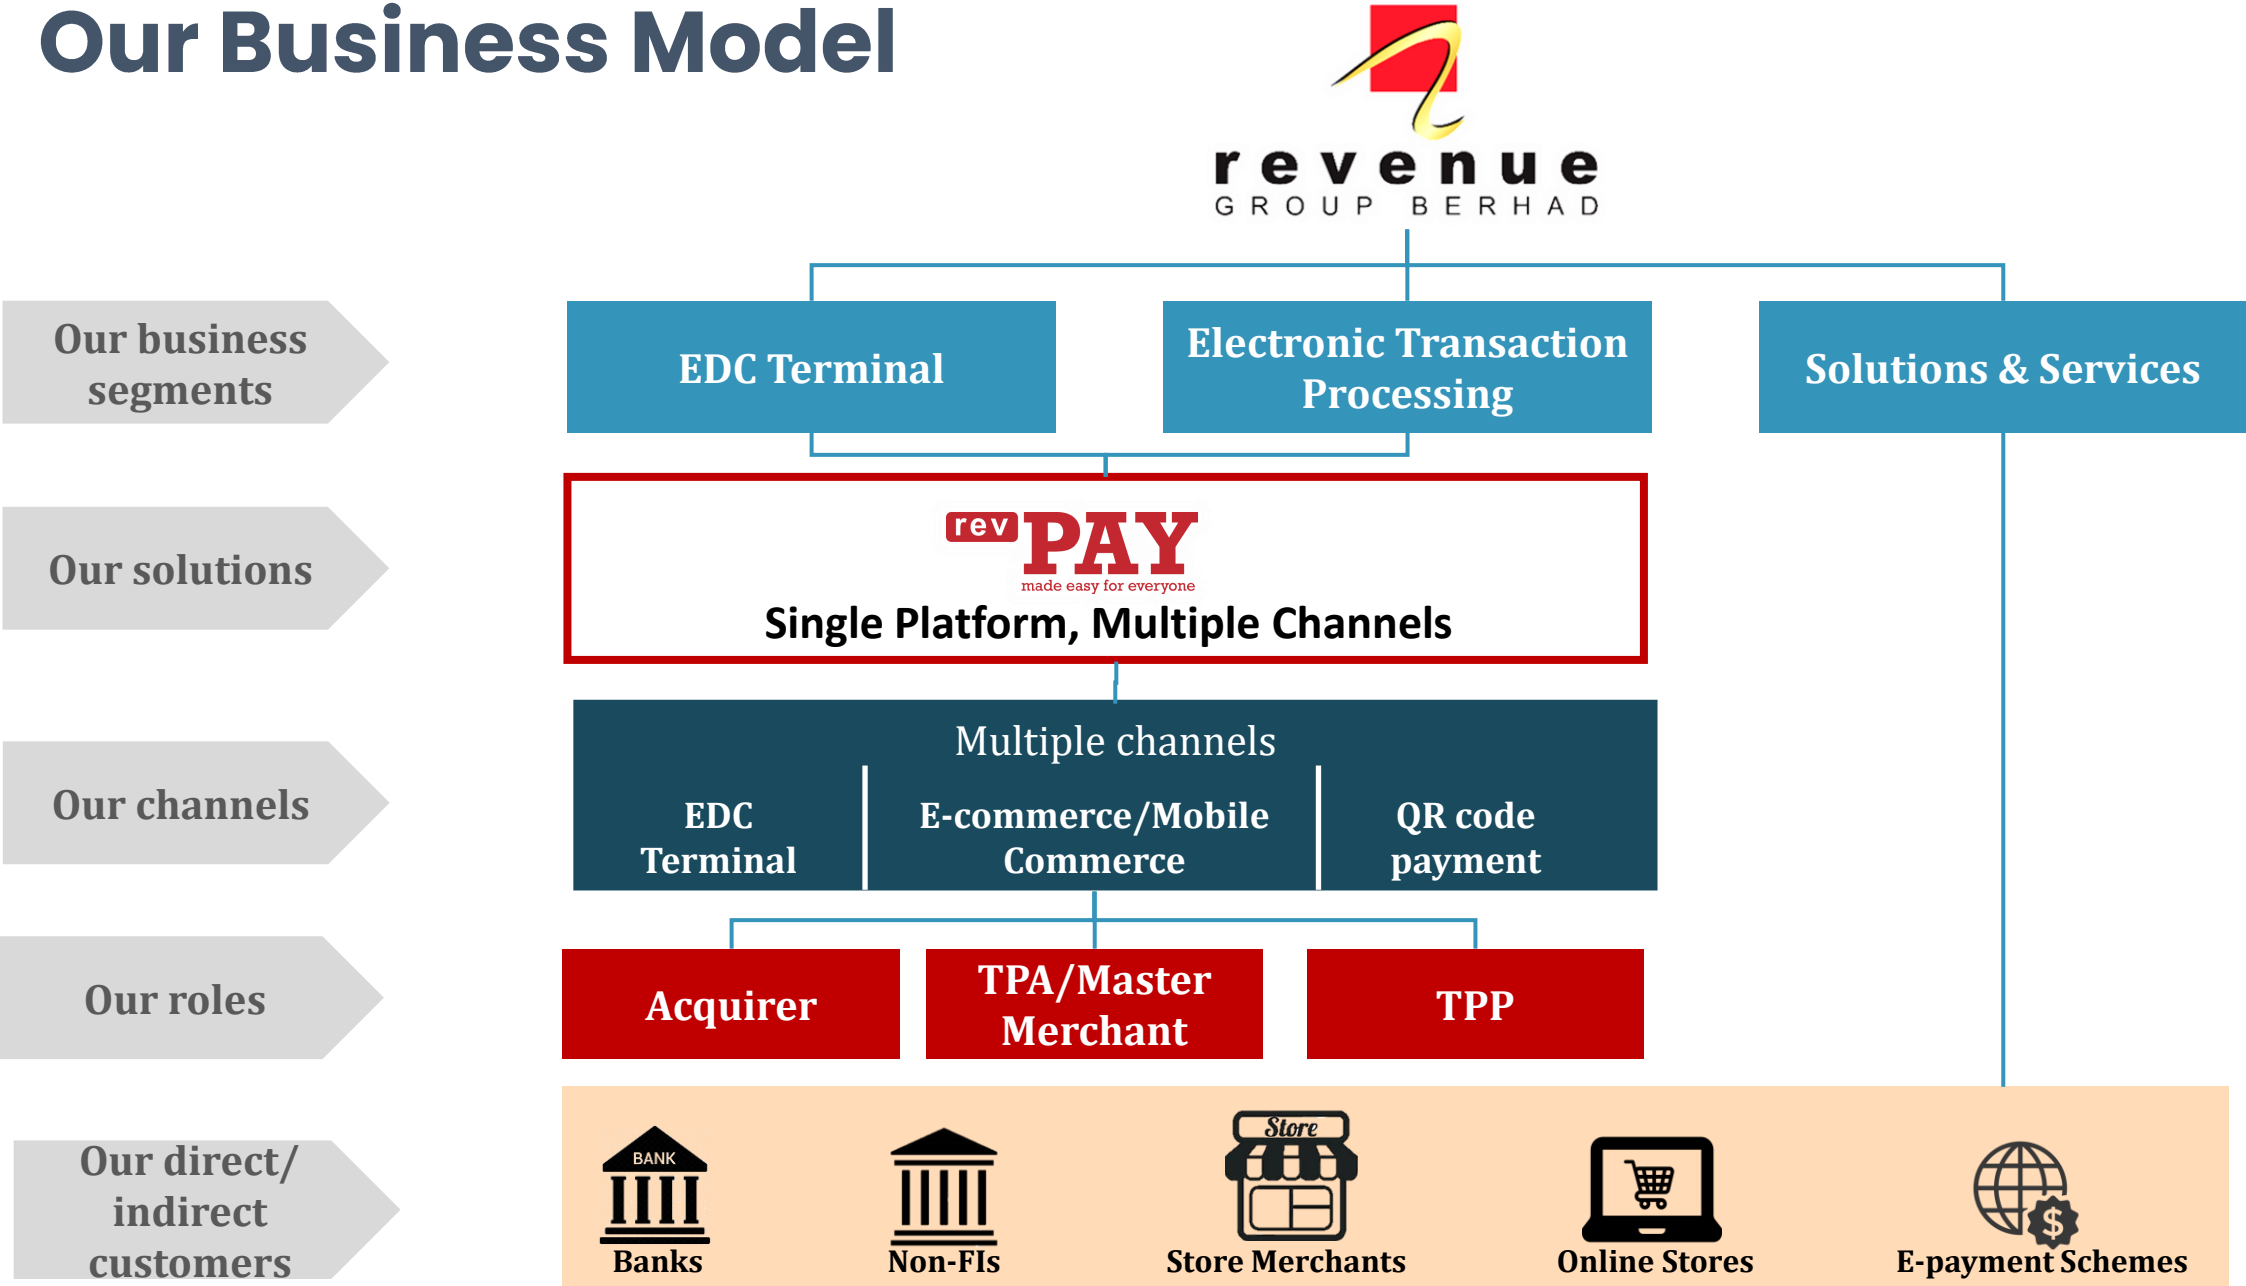 Our Business Model
revenue
GROUP BERHAD
Our business
segments
EDC Terminal
Electronic Transaction
Processing
Solutions & Services
Our solutions
rev PAY
made easy for everyone
Single Platform, Multiple Channels
Our channels
Multiple channels
EDC
Terminal
E-commerce/Mobile
Commerce
QR code
payment
Our roles
Acquirer
TPA/Master
Merchant
TPP
Our direct/
indirect
customers
BANK
Banks
Non-FIs
Store
Store Merchants
Online Stores
$
E-payment Schemes